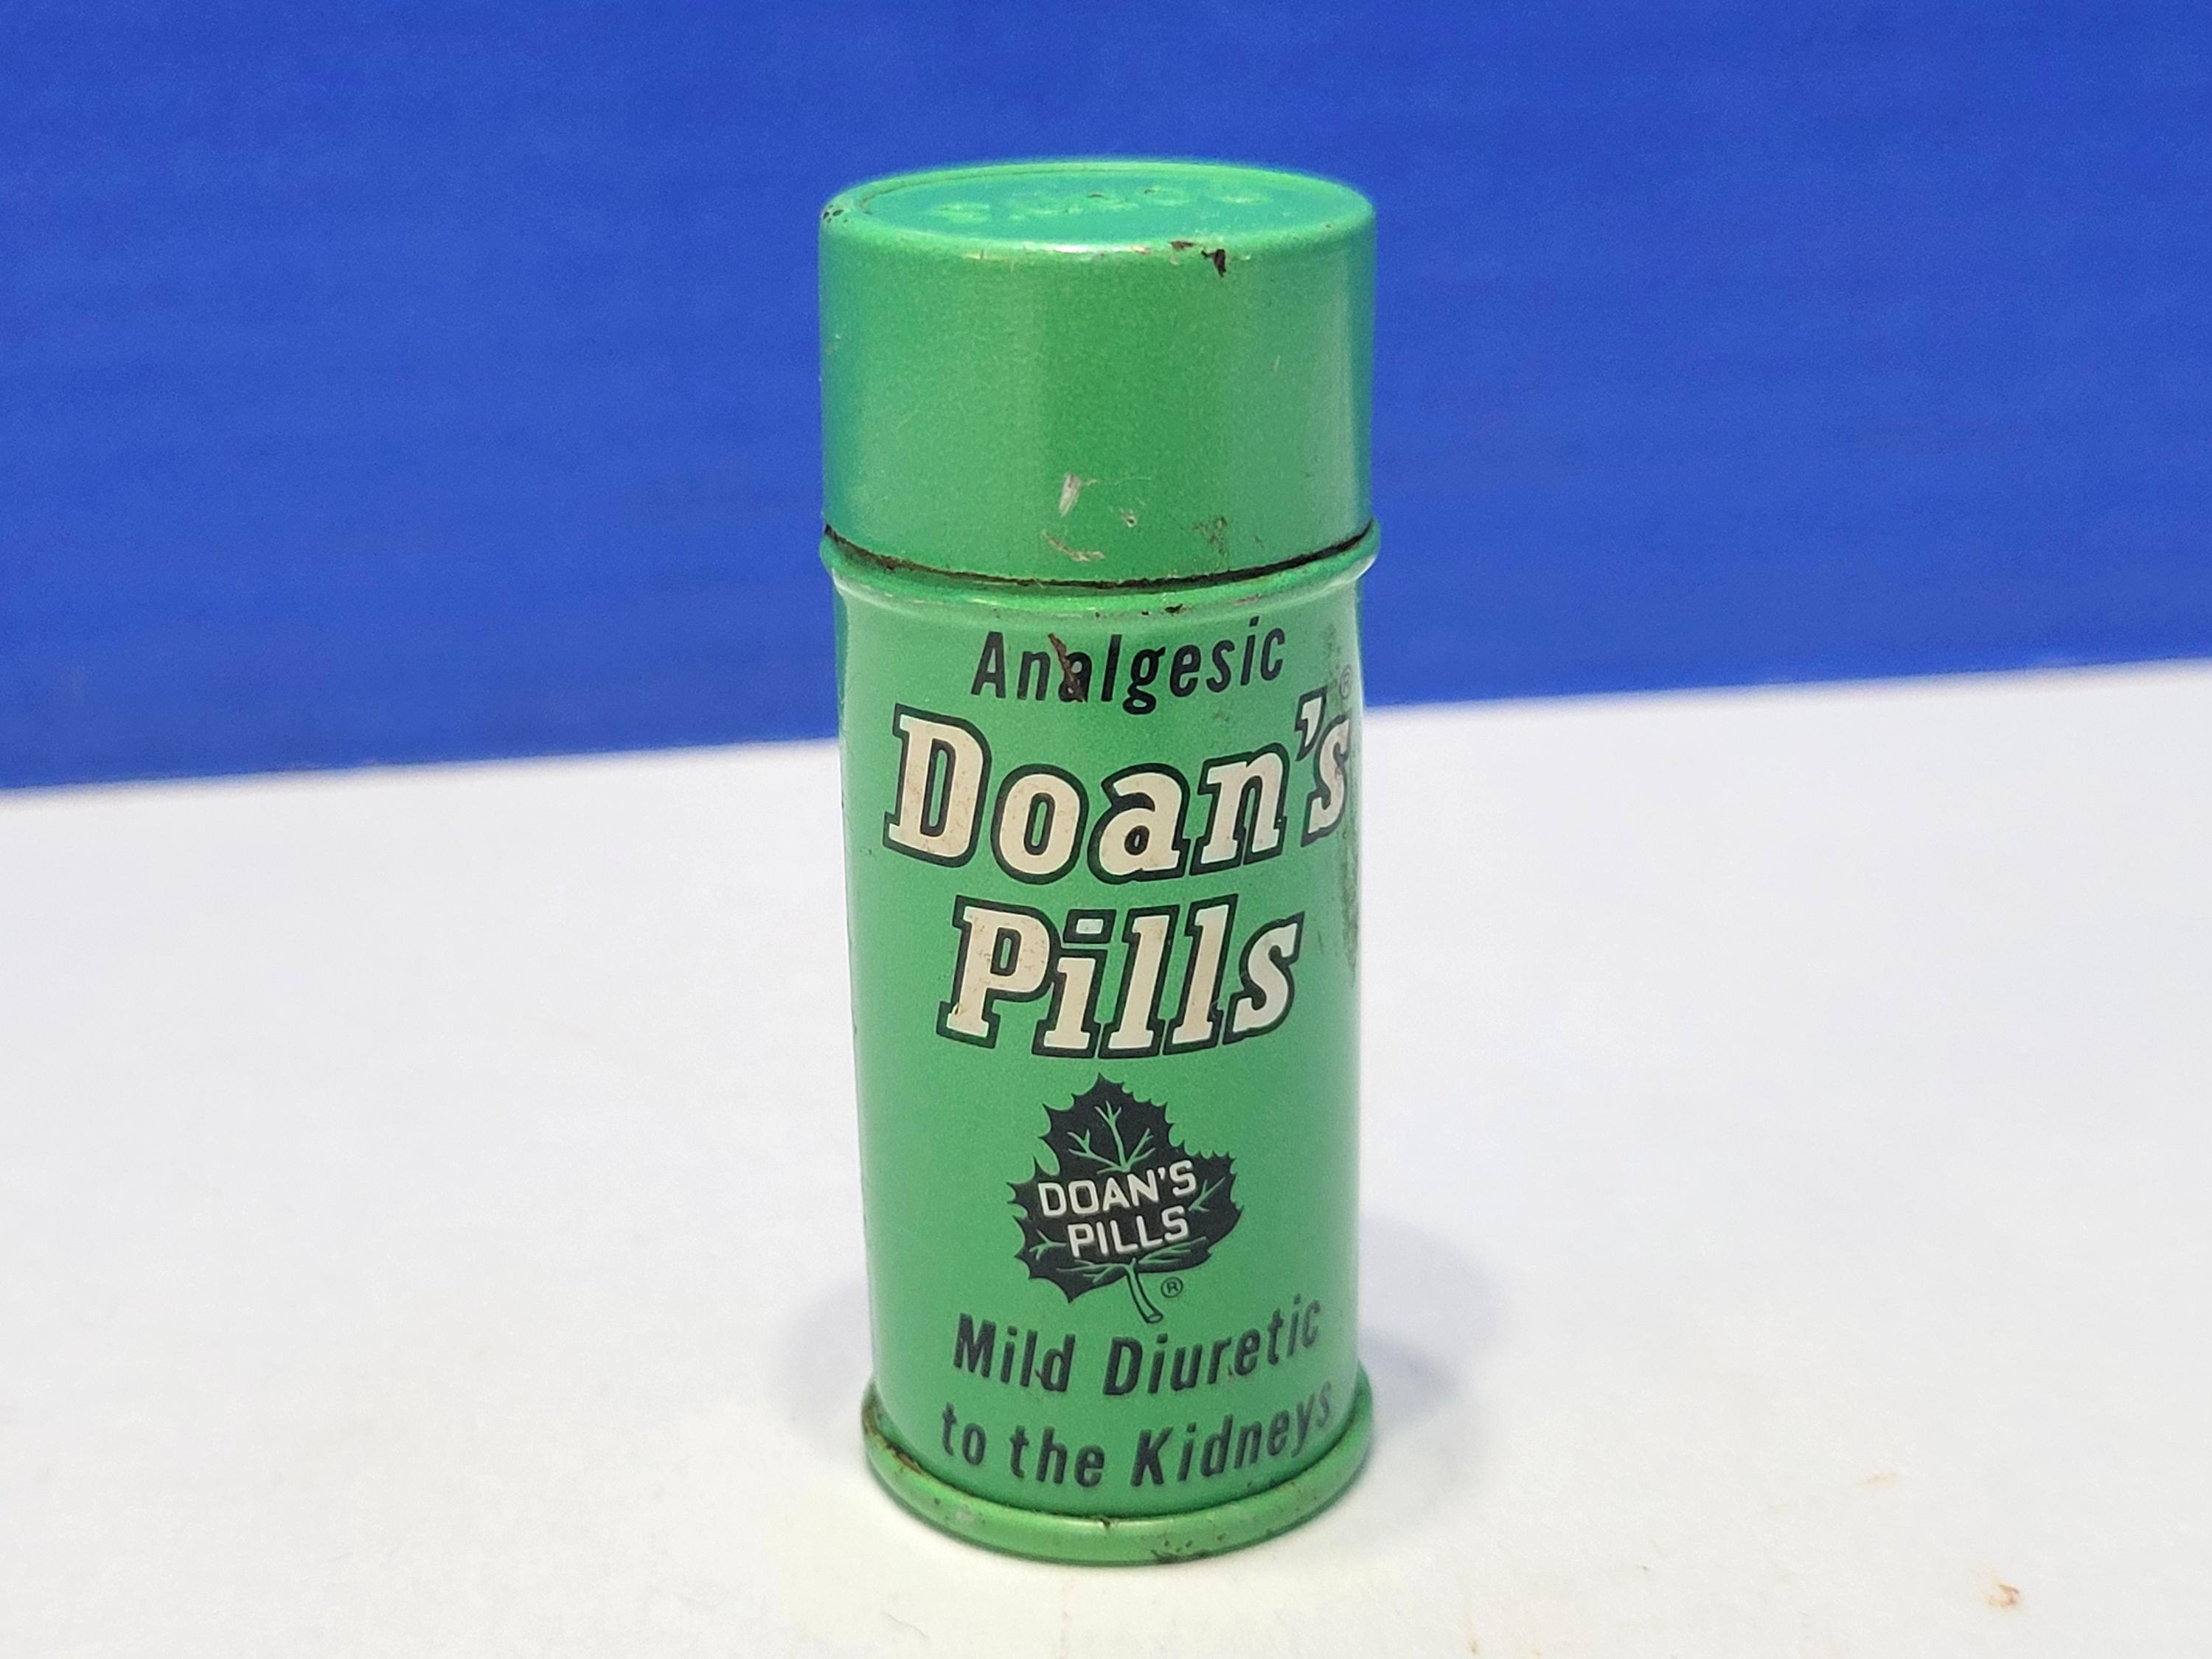 Analgesic
Doan's®
Pills
DOAN'S
PILLS
®
Mild Diuretic
to the Kidneys